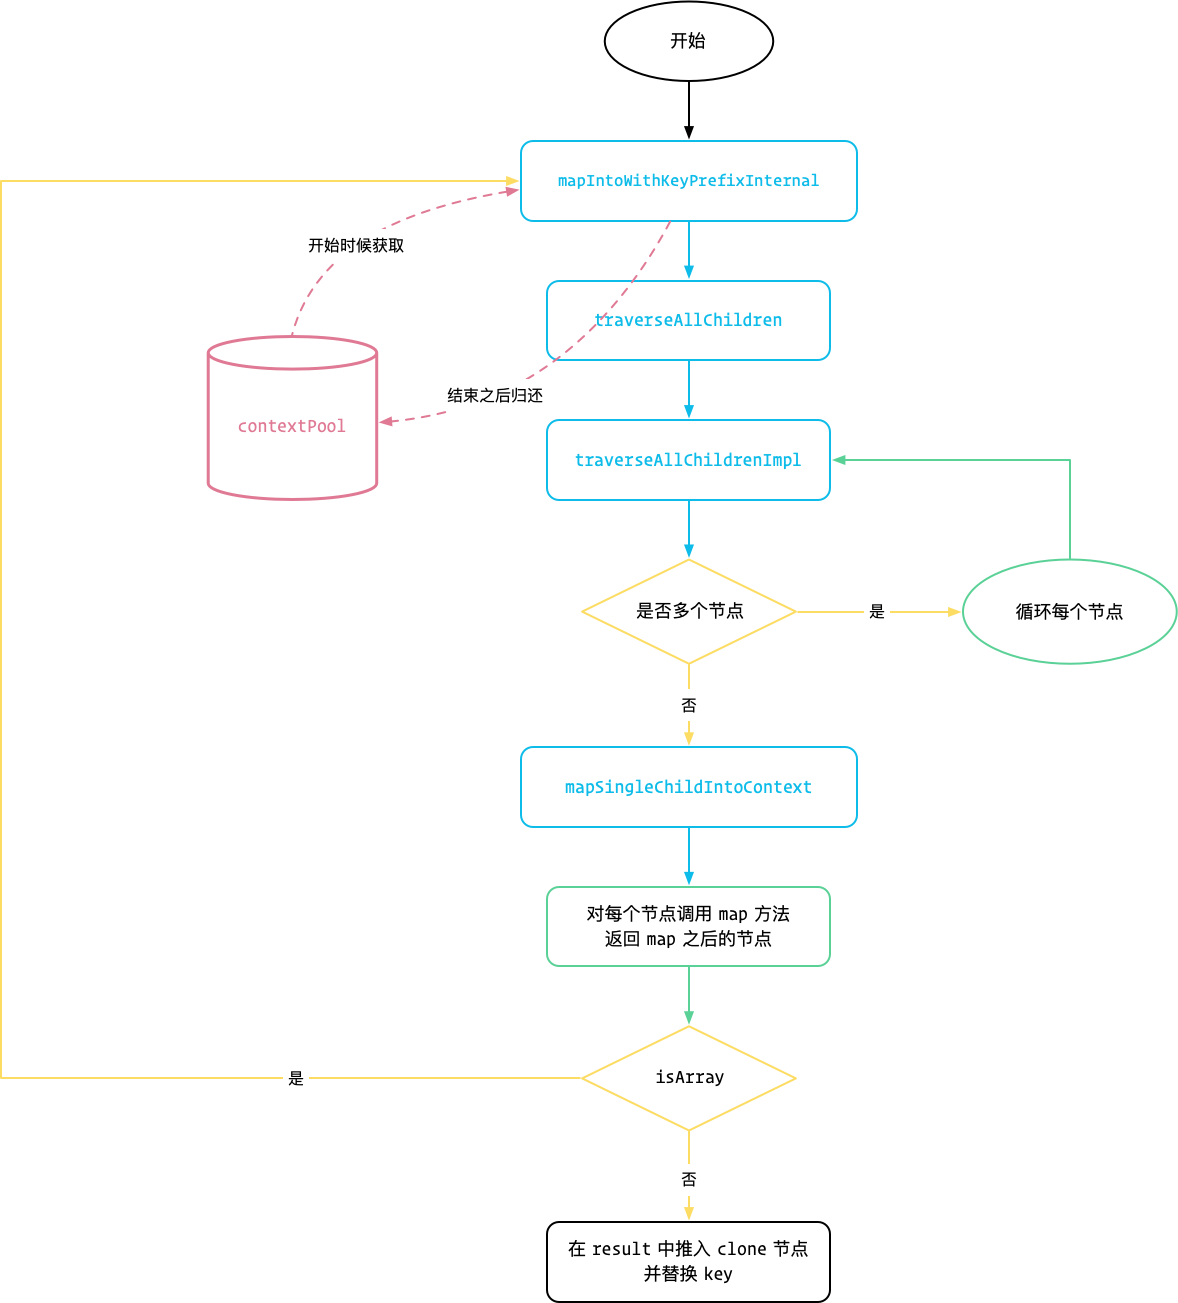 开始
mapIntoWithKeyPrefixInternal
开始时候获取
traverseAllChildren
结束之后归还
contextPool
traverseAllChildrenImpl
是否多个节点
是
循环每个节点
否
mapSingleChildIntoContext
对每个节点调用 map 方法
返回 map 之后的节点
isArray
是
否
在 result 中推入 clone 节点
并替换 key